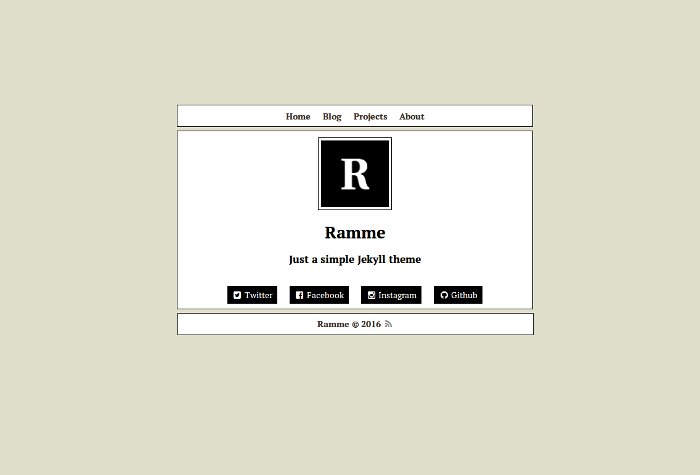 Home Blog Projects About
R
Ramme
Just a simple Jekyll theme
Twitter Facebook Instagram Github
Ramme © 2016